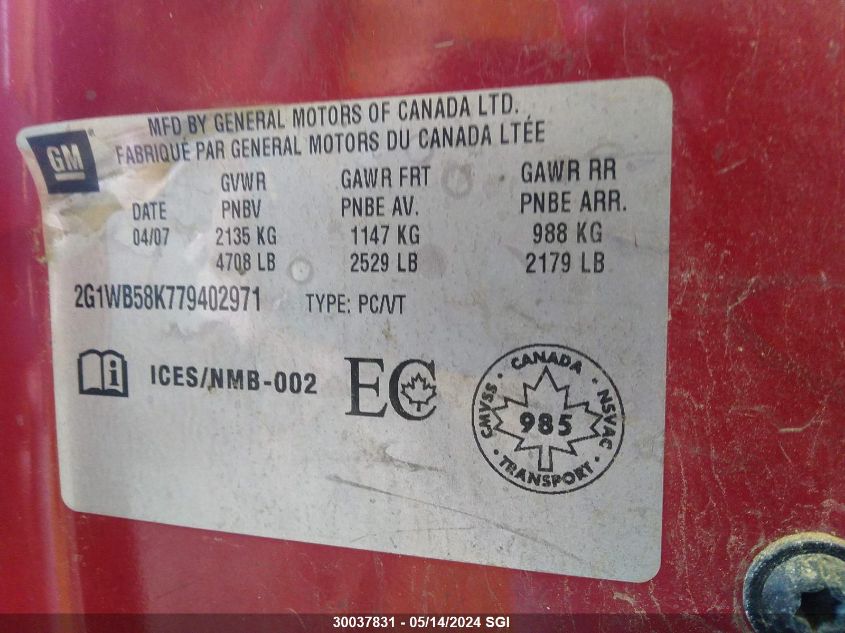 GM
MFD BY GENERAL MOTORS OF CANADA LTD.
FABRIQUÉ PAR GENERAL MOTORS DU CANADA LTÉE
GVWR GAWR FRT GAWR RR
DATE PNBV PNBE AV. PNBE ARR.
04/07 2135 KG 1147 KG 988 KG
4708 LB 2529 LB 2179 LB
2G1WB58K779402971 TYPE: PC/VT
i ICES/NMB-002 EC
CANADA
CMVSS 985 NSVAC
TRANSPORT
30037831 - 05/14/2024 SGI